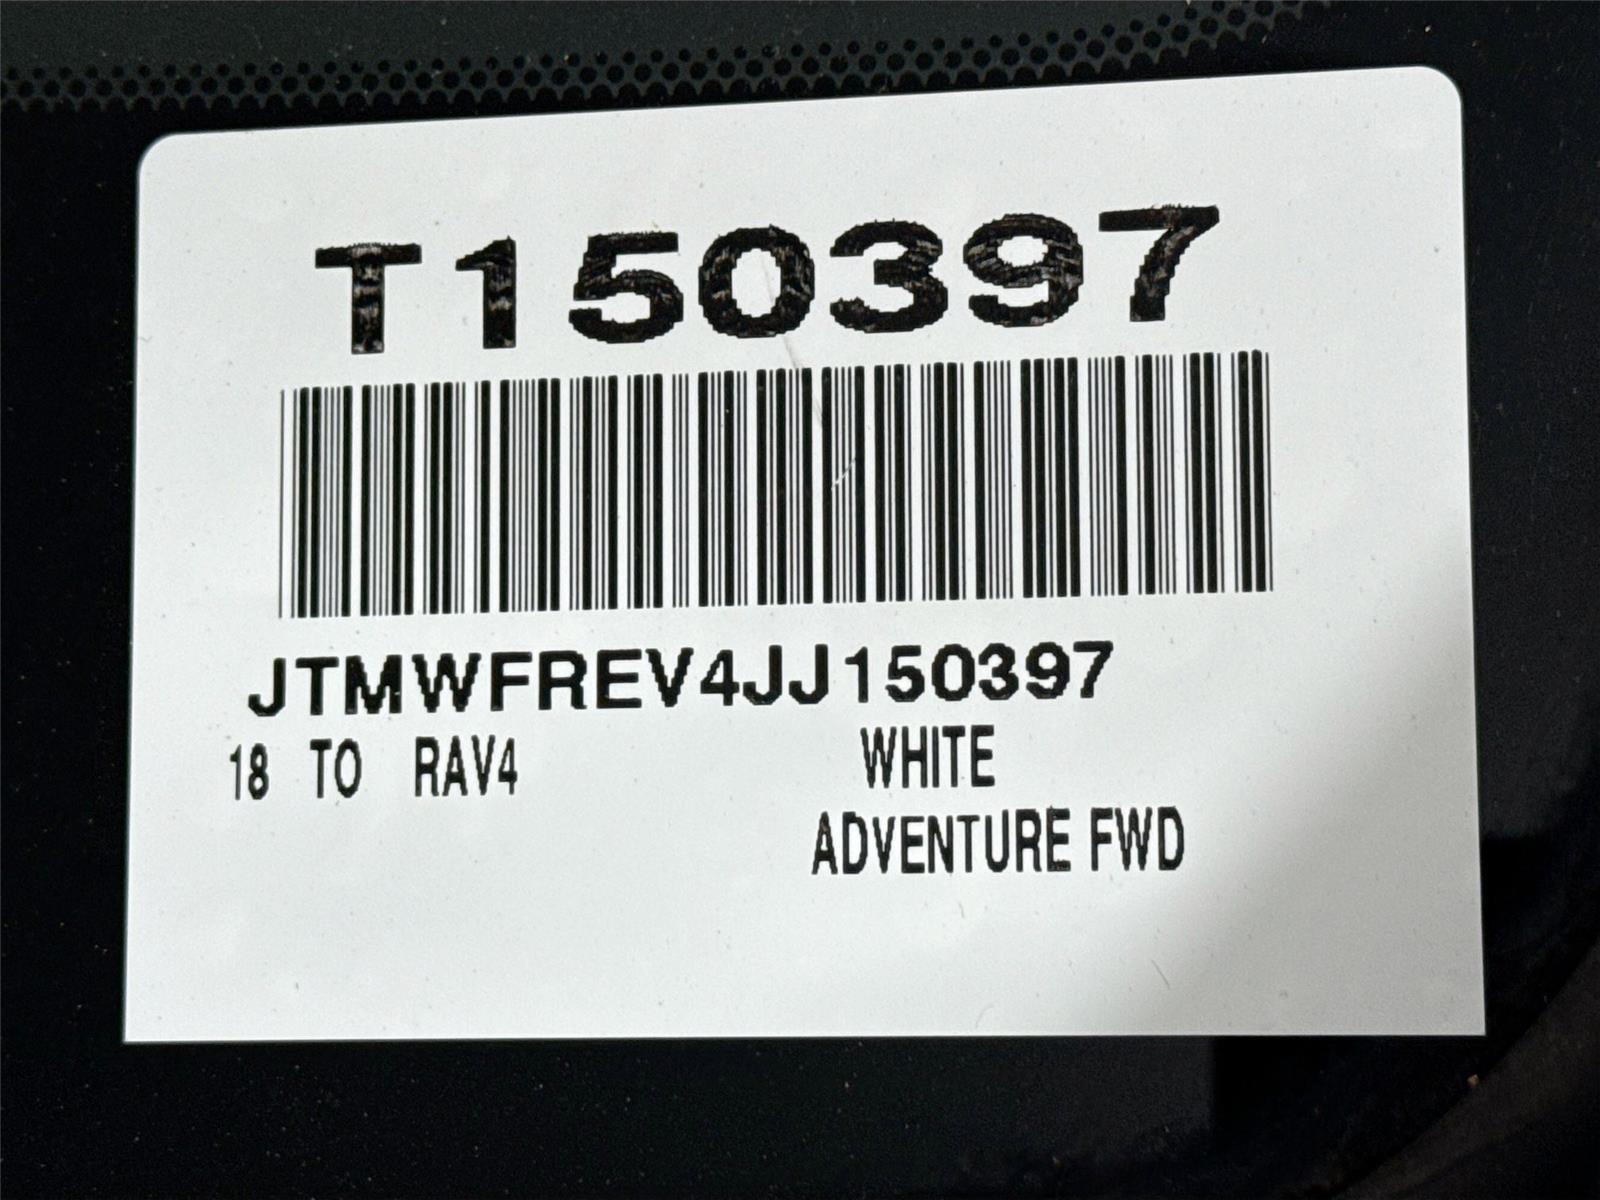 T150397
JTMWFREV4JJ150397
18 TO RAV4 WHITE
ADVENTURE FWD